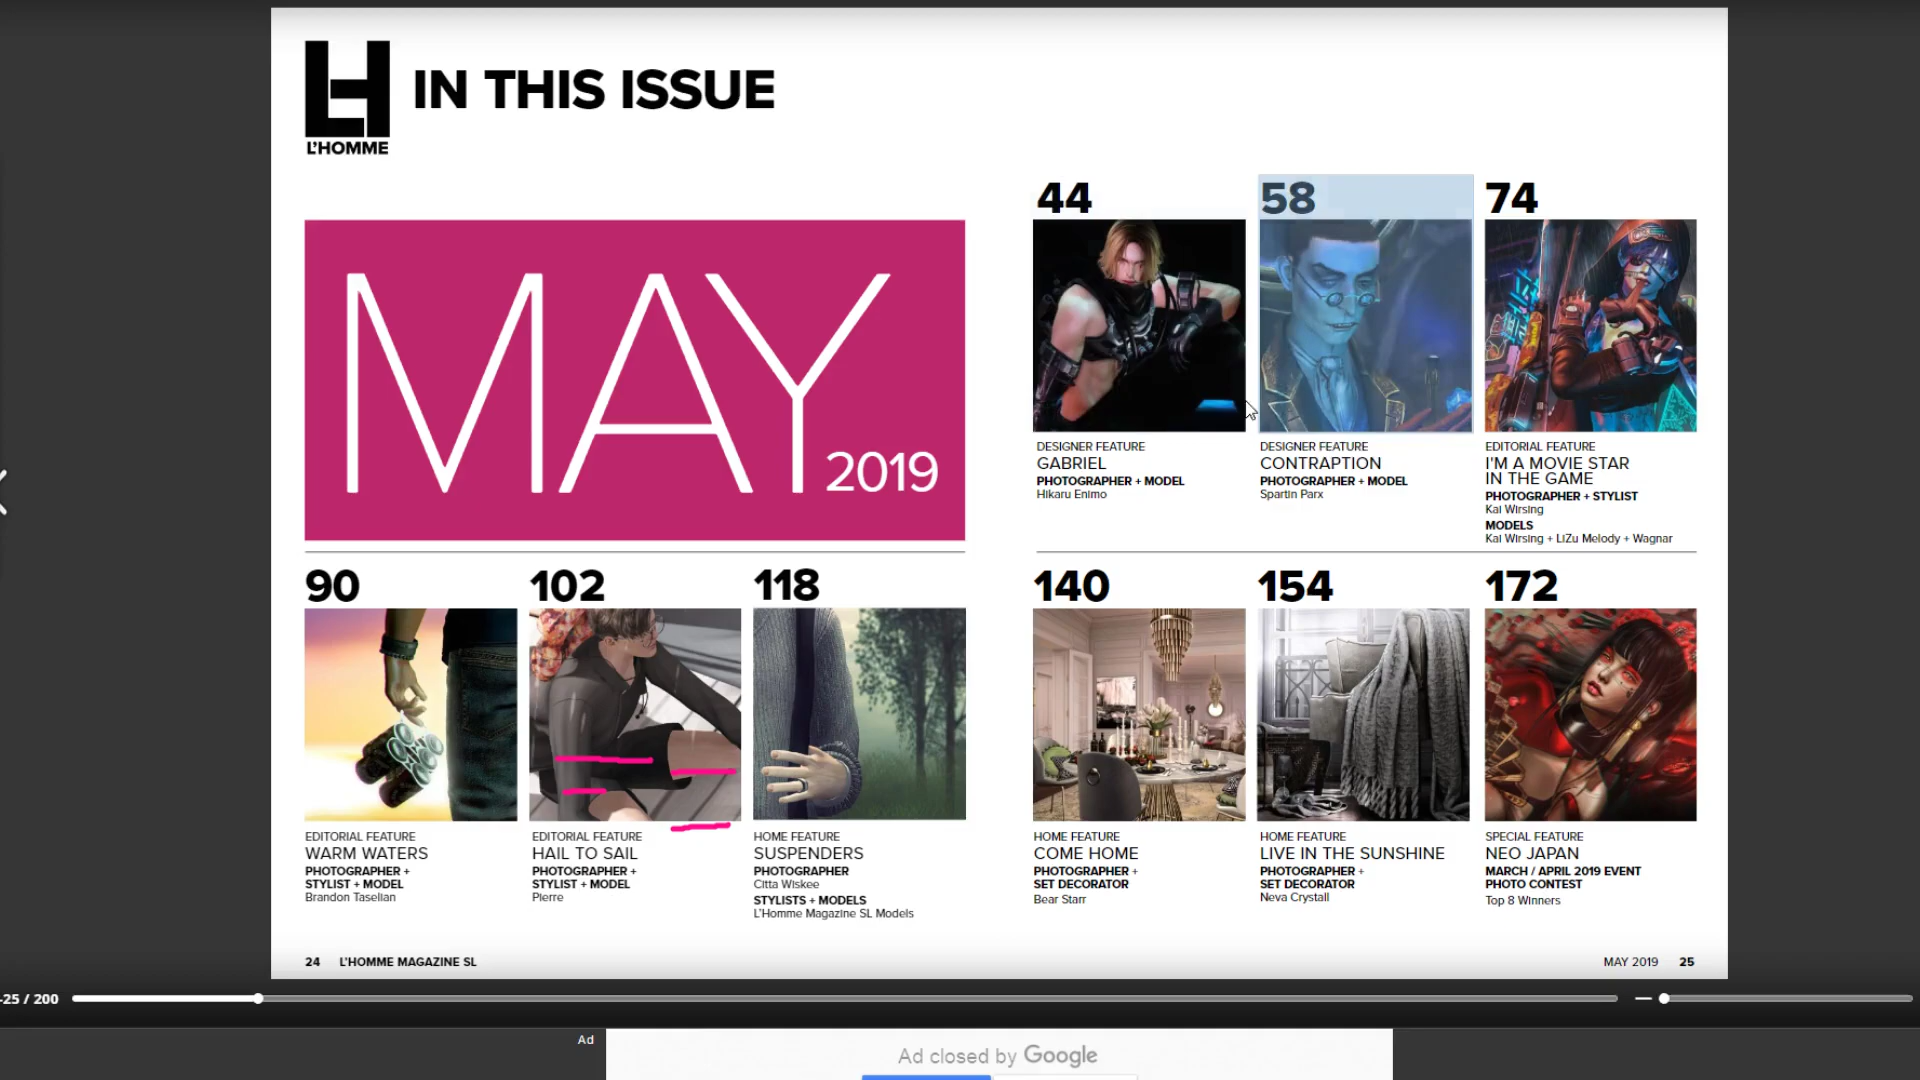 L'HOMME
IN THIS ISSUE
MAY
2019
44
DESIGNER FEATURE
GABRIEL
PHOTOGRAPHER + MODEL
Hikaru Enimo
58
DESIGNER FEATURE
CONTRAPTION
PHOTOGRAPHER + MODEL
Spartin Parx
74
EDITORIAL FEATURE
I'M A MOVIE STAR
IN THE GAME
PHOTOGRAPHER + STYLIST
Kai Wirsing
MODELS
Kai Wirsing + LiZu Melody + Wagnar
90
EDITORIAL FEATURE
WARM WATERS
PHOTOGRAPHER +
STYLIST + MODEL
Brandon Taselian
102
EDITORIAL FEATURE
HAIL TO SAIL
PHOTOGRAPHER +
STYLIST + MODEL
Pierre
118
HOME FEATURE
SUSPENDERS
PHOTOGRAPHER
Citta Wiskee
STYLISTS + MODELS
L'Homme Magazine SL Models
140
HOME FEATURE
COME HOME
PHOTOGRAPHER +
SET DECORATOR
Bear Starr
154
HOME FEATURE
LIVE IN THE SUNSHINE
PHOTOGRAPHER +
SET DECORATOR
Neva Crystall
172
SPECIAL FEATURE
NEO JAPAN
MARCH / APRIL 2019 EVENT
PHOTO CONTEST
Top 8 Winners
24 L'HOMME MAGAZINE SL
MAY 2019 25
-25 / 200
Ad
Ad closed by Google